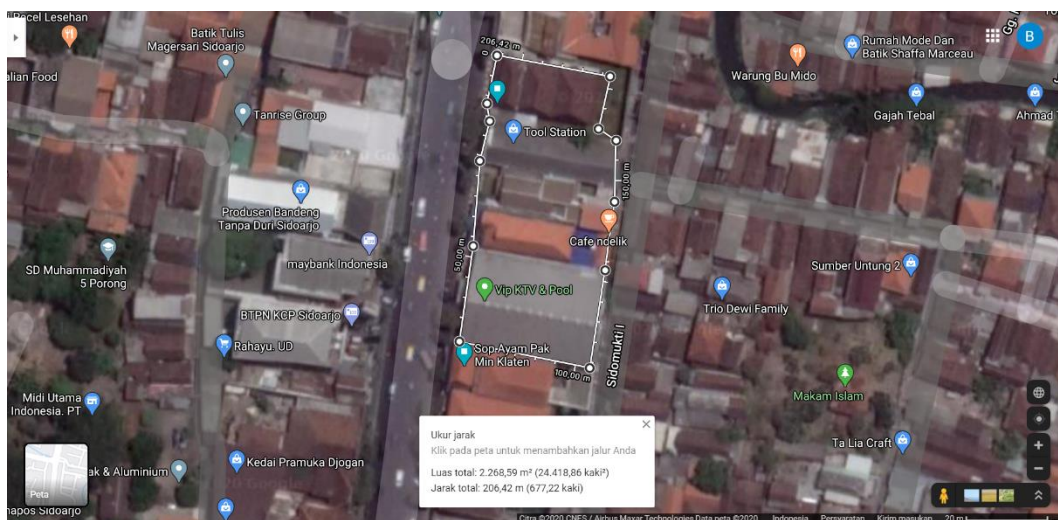 Pecel Lesehan
Batik Tulis
Magersari Sidoarjo
206,42 m
0
Gg.
B
Rumah Mode Dan
Batik Shaffa Marceau
Warung Bu Mido
alian Food
Tanrise Group
Tool Station
Gajah Tebal
Ahmad
150,00 m
Produsen Bandeng
Tanpa Duri Sidoarjo
Cafe ndelik
50,00 m
maybank Indonesia
SD Muhammadiyah
5 Porong
Sumber Untung 2
Vip KTV & Pool
Trio Dewi Family
BTPN KCP Sidoarjo
Rahayu. UD
Sop Ayam Pak
Min Klaten
100,00 m
Sidomukti I
Makam Islam
Midi Utama
Indonesia. PT
Ukur jarak
Klik pada peta untuk menambahkan jalur Anda
Luas total: 2.268,59 m² (24.418,86 kaki²)
Jarak total: 206,42 m (677,22 kaki)
Ta Lia Craft
ak & Aluminium
Kedai Pramuka Djogan
Peta
napos Sidoarjo
Citra ©2020 CNES / Airbus, Maxar Technologies, Data peta ©2020 Indonesia Persyaratan Kirim masukan 20 m